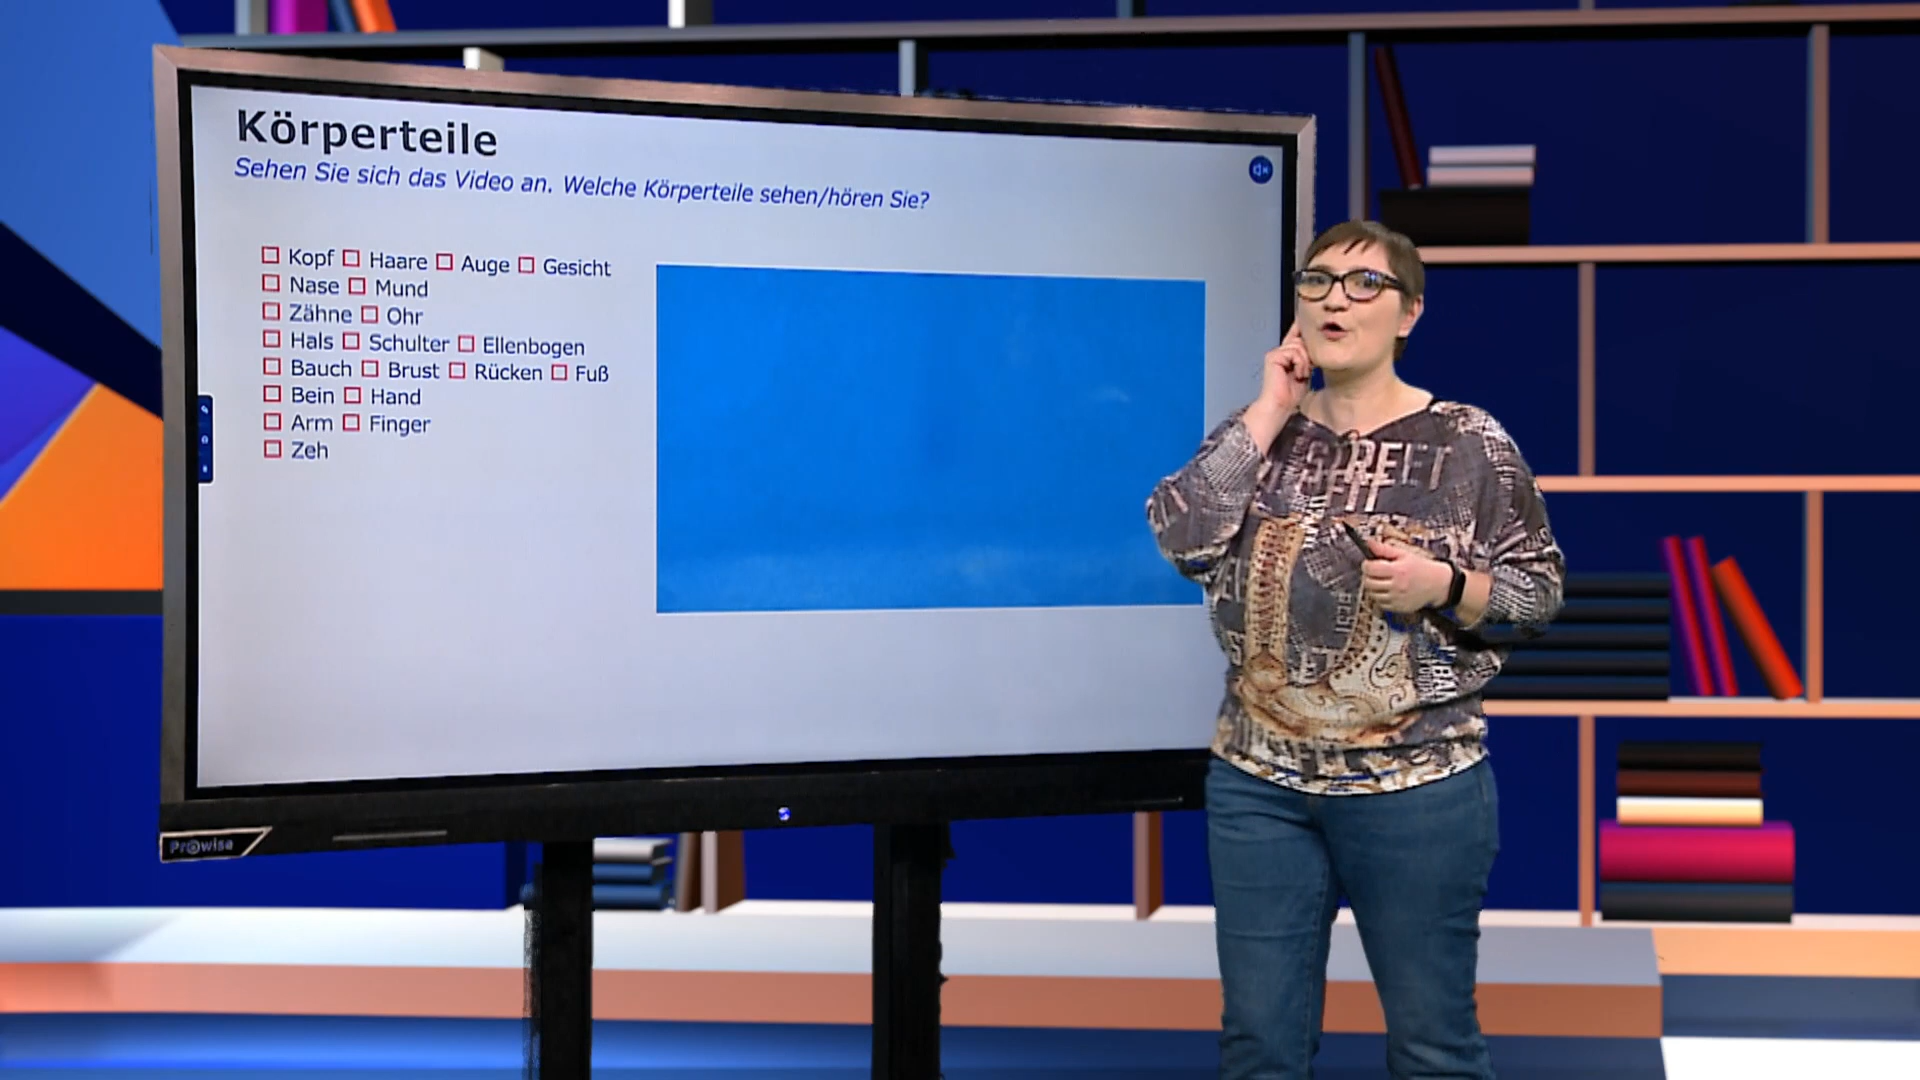 Körperteile
Sehen Sie sich das Video an. Welche Körperteile sehen/hören Sie?
Kopf Haare Auge Gesicht
Nase Mund
Zähne Ohr
Hals Schulter Ellenbogen
Bauch Brust Rücken Fuß
Bein Hand
Arm Finger
Zeh
STREET
Prowise